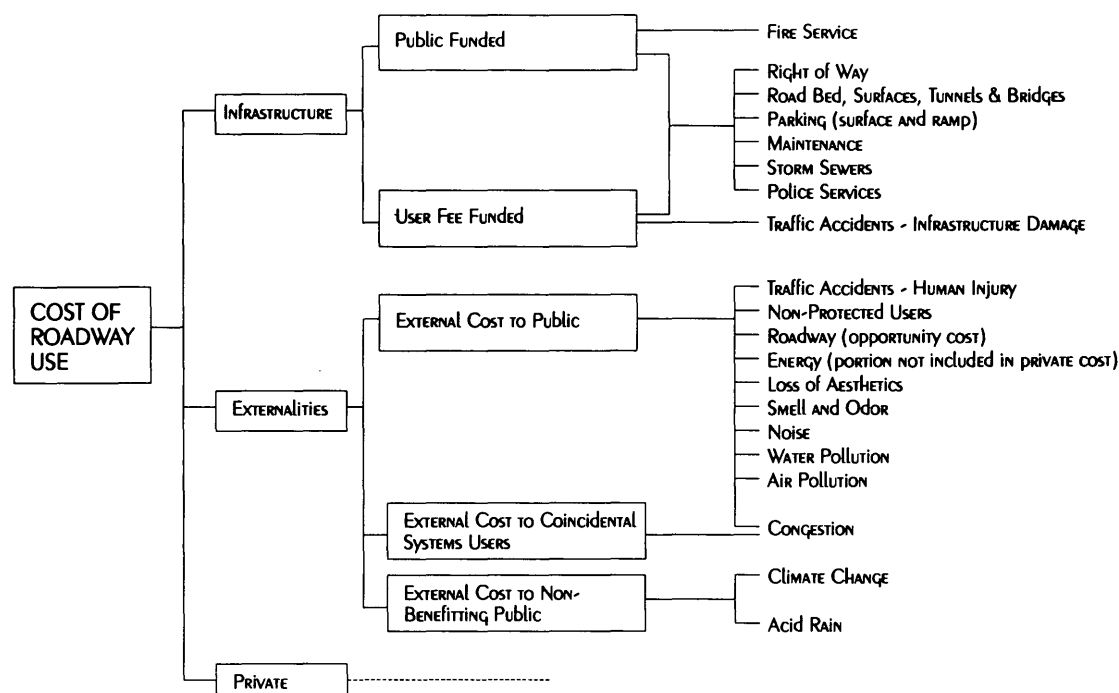 Public Funded
Fire Service
Right of Way
Road Bed, Surfaces, Tunnels & Bridges
Infrastructure
Parking (surface and ramp)
Maintenance
Storm Sewers
Police Services
User Fee Funded
Traffic Accidents - Infrastructure Damage
COST OF
ROADWAY
USE
Traffic Accidents - Human Injury
External Cost to Public
Non-Protected Users
Roadway (opportunity cost)
Energy (portion not included in private cost)
Loss of Aesthetics
Externalities
Smell and Odor
Noise
Water Pollution
Air Pollution
External Cost to Coincidental
Systems Users
Congestion
External Cost to Non-
Benefitting Public
Climate Change
Acid Rain
Private